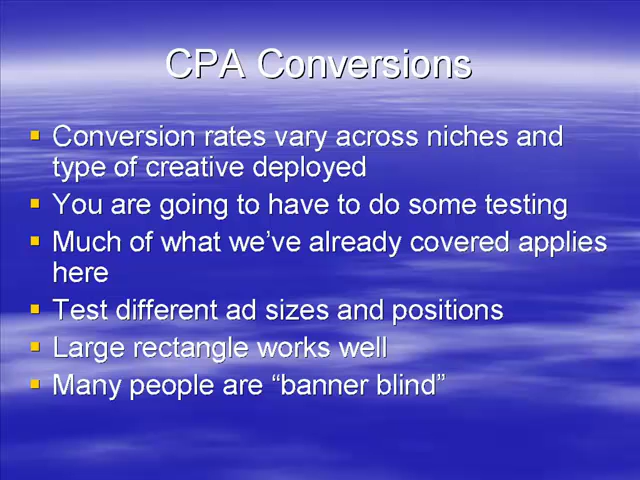 CPA Conversions
Conversion rates vary across niches and
type of creative deployed
You are going to have to do some testing
Much of what we've already covered applies
here
Test different ad sizes and positions
Large rectangle works well
Many people are “banner blind”